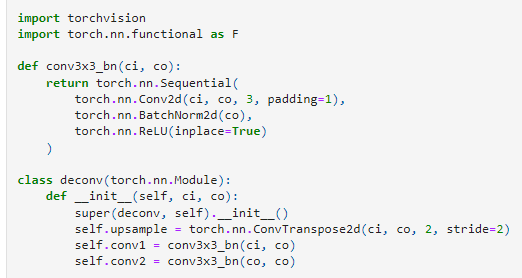 import torchvision
import torch.nn.functional as F

def conv3x3_bn(ci, co):
    return torch.nn.Sequential(
        torch.nn.Conv2d(ci, co, 3, padding=1),
        torch.nn.BatchNorm2d(co),
        torch.nn.ReLU(inplace=True)
    )

class deconv(torch.nn.Module):
    def __init__(self, ci, co):
        super(deconv, self).__init__()
        self.upsample = torch.nn.ConvTranspose2d(ci, co, 2, stride=2)
        self.conv1 = conv3x3_bn(ci, co)
        self.conv2 = conv3x3_bn(co, co)